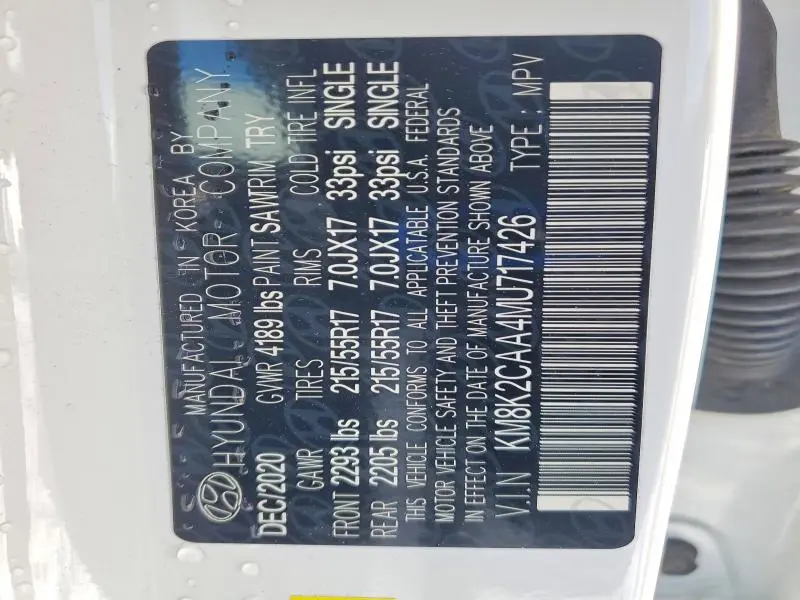 MANUFACTURED IN KOREA BY
HYUNDAI MOTOR COMPANY
DEC/2020 GVWR 4189 lbs PAINT SAW TRIM TRY
GAWR TIRES RIMS COLD TIRE INFL
FRONT 2293 lbs 215/55R17 7.0JX17 33psi SINGLE
REAR 2205 lbs 215/55R17 7.0JX17 33psi SINGLE
THIS VEHICLE CONFORMS TO ALL APPLICATABLE U.S.A. FEDERAL
MOTOR VEHICLE SAFETY AND THEFT PREVENTION STANDARDS
IN EFFECT ON THE DATE OF MANUFACTURE SHOWN ABOVE
V.I.N KM8K2CAA4MU717426 TYPE : MPV